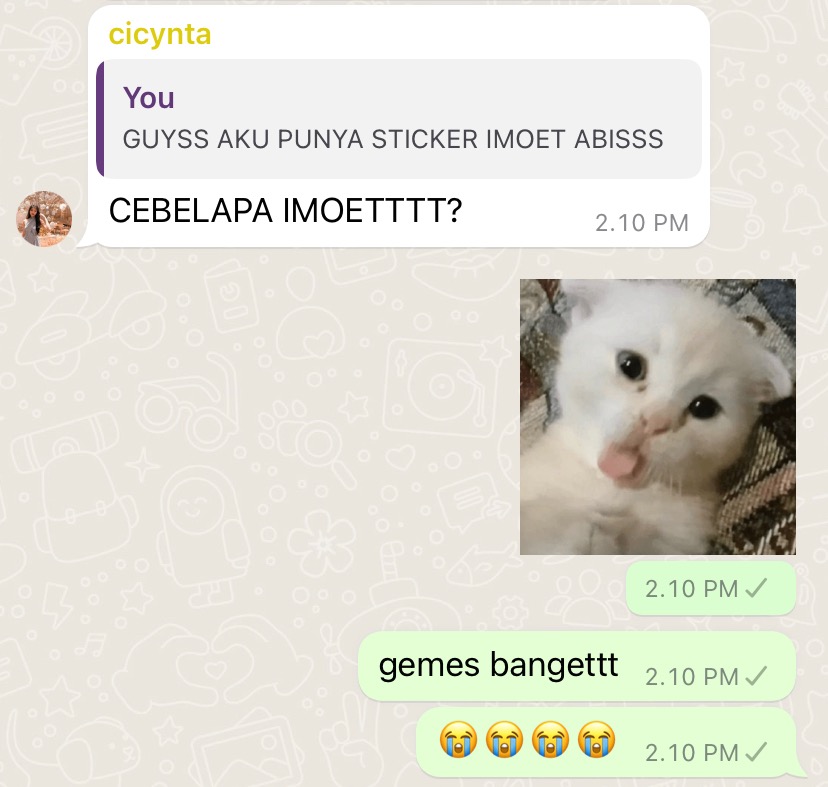 cicynta
You
GUYSS AKU PUNYA STICKER IMOET ABISSS
CEBELAPA IMOETTTT?
2.10 PM
2.10 PM
gemes bangettt
2.10 PM
😭😭😭😭
2.10 PM